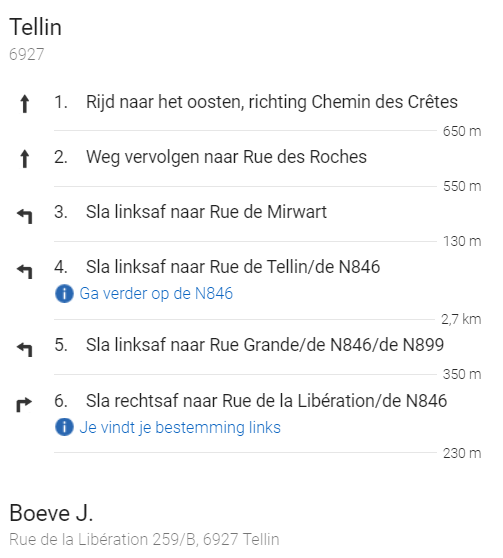 Tellin
6927
1. Rijd naar het oosten, richting Chemin des Crêtes
650 m
2. Weg vervolgen naar Rue des Roches
550 m
3. Sla linksaf naar Rue de Mirwart
130 m
4. Sla linksaf naar Rue de Tellin/de N846
Ga verder op de N846
2,7 km
5. Sla linksaf naar Rue Grande/de N846/de N899
350 m
6. Sla rechtsaf naar Rue de la Libération/de N846
Je vindt je bestemming links
230 m
Boeve J.
Rue de la Libération 259/B, 6927 Tellin